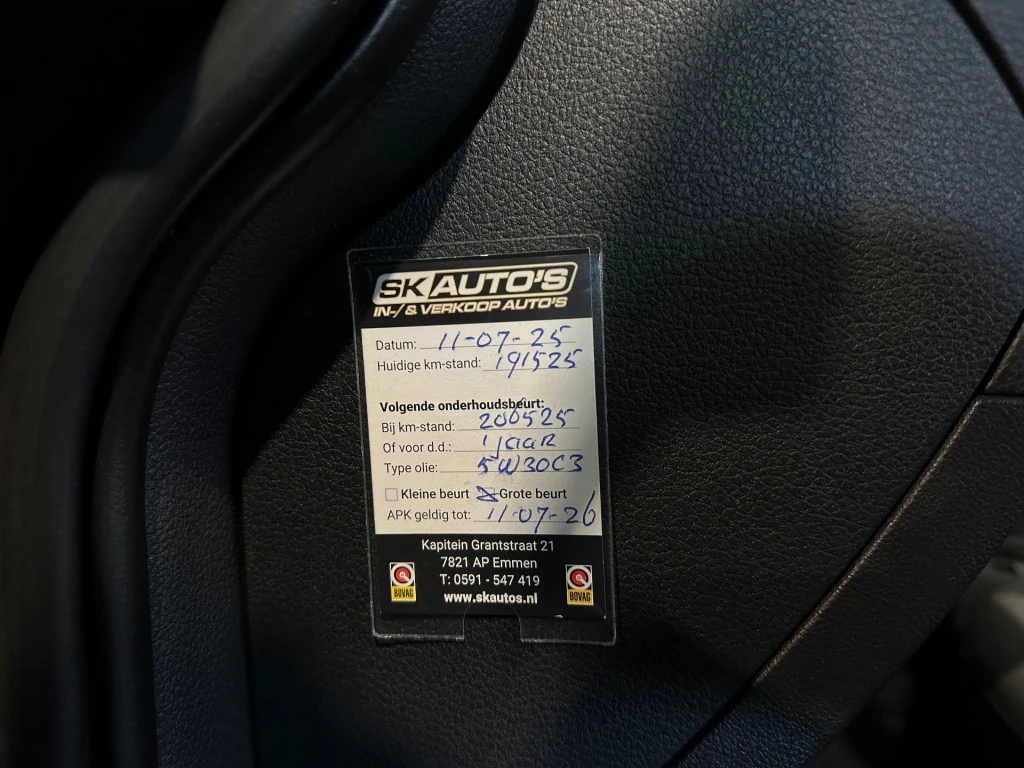 SK AUTO'S
IN-/ & VERKOOP AUTO'S
Datum: 11-07-25
Huidige km-stand: 191525
Volgende onderhoudsbeurt:
Bij km-stand: 206525
Of voor d.d.: 1 jaar
Type olie: 5W30C3
Kleine beurt Grote beurt
APK geldig tot: 11-07-26
Kapitein Grantstraat 21
7821 AP Emmen
T: 0591 - 547 419
www.skautos.nl
BOVAG BOVAG